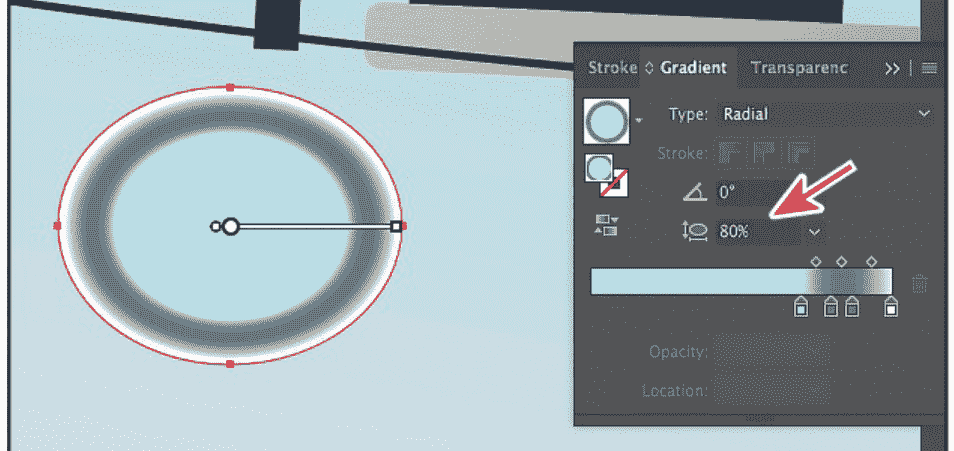 Stroke Gradient Transparenc
Type: Radial
Stroke:
0°
80%
Opacity:
Location: